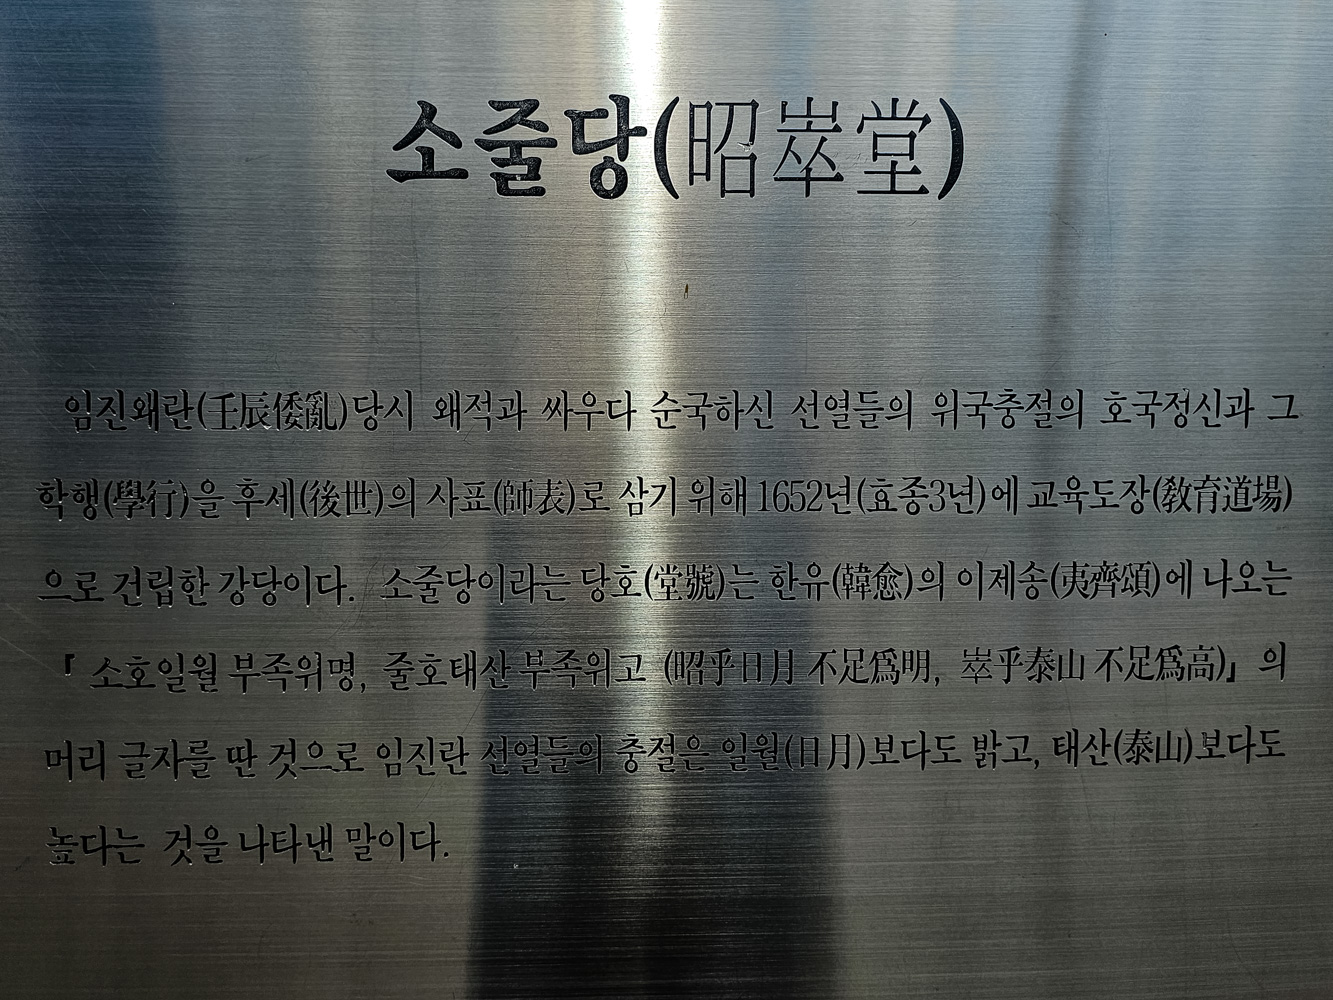 소줄당(昭崒堂)
임진왜란(壬辰倭亂)당시 왜적과 싸우다 순국하신 선열들의 위국충절의 호국정신과 그
학행(學行)을 후세(後世)의 사표(師表)로 삼기 위해 1652년(효종3년)에 교육도장(敎育道場)
으로 건립한 강당이다. 소줄당이라는 당호(堂號)는 한유(韓愈)의 이제송(夷齊頌)에 나오는
「 소호일월 부족위명, 줄호태산 부족위고 (昭乎日月 不足爲明, 崒乎泰山 不足爲高)」의
머리 글자를 딴 것으로 임진란 선열들의 충절은 일월(日月)보다도 밝고, 태산(泰山)보다도
높다는 것을 나타낸 말이다.